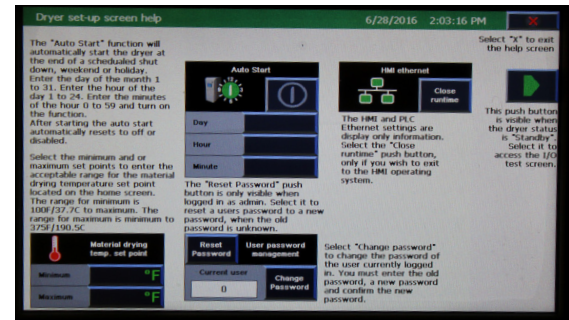 Dryer set-up screen help
6/28/2016 2:03:16 PM
X
The "Auto Start" function will
automatically start the dryer at
the end of a schedualed shut
down, weekend or holiday.
Enter the day of the month 1
to 31. Enter the hour of the
day 1 to 24. Enter the minutes
of the hour 0 to 59 and turn on
the function.
After starting the auto start
automatically resets to off or
disabled.
Select the minimum and or
maximum set points to enter the
acceptable range for the material
drying temperature set point
located on the home screen.
The range for minimum is
100F/37.7C to maximum. The
range for maximum is minimum to
375F/190.5C
Material drying
temp. set point
Minimum
°F
Maximum
°F
Auto Start
Day
Hour
Minute
The "Reset Password" push
button is only visible when
logged in as admin. Select it to
reset a users password to a new
password, when the old
password is unknown.
Reset
Password
User password
management
Current user
0
Change
Password
HMI ethernet
Close
runtime
The HMI and PLC
Ethernet settings are
display only information.
Select the "Close
runtime" push button,
only if you wish to exit
to the HMI operating
system.
Select "Change password"
to change the password of
the user currently logged
in. You must enter the old
password, a new password
and confirm the new
password.
Select "X" to exit
the help screen
This push button
is visible when
the dryer status
is "Standby".
Select it to
access the I/O
test screen.